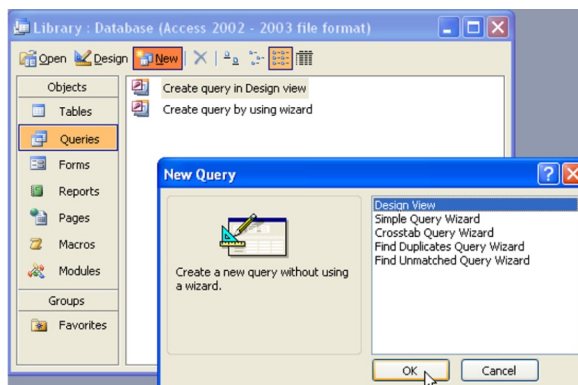 Library : Database (Access 2002 - 2003 file format)
Open Design New
Objects
Tables
Queries
Forms
Reports
Pages
Macros
Modules
Groups
Favorites
Create query in Design view
Create query by using wizard
New Query
Create a new query without using
a wizard.
Design View
Simple Query Wizard
Crosstab Query Wizard
Find Duplicates Query Wizard
Find Unmatched Query Wizard
OK Cancel